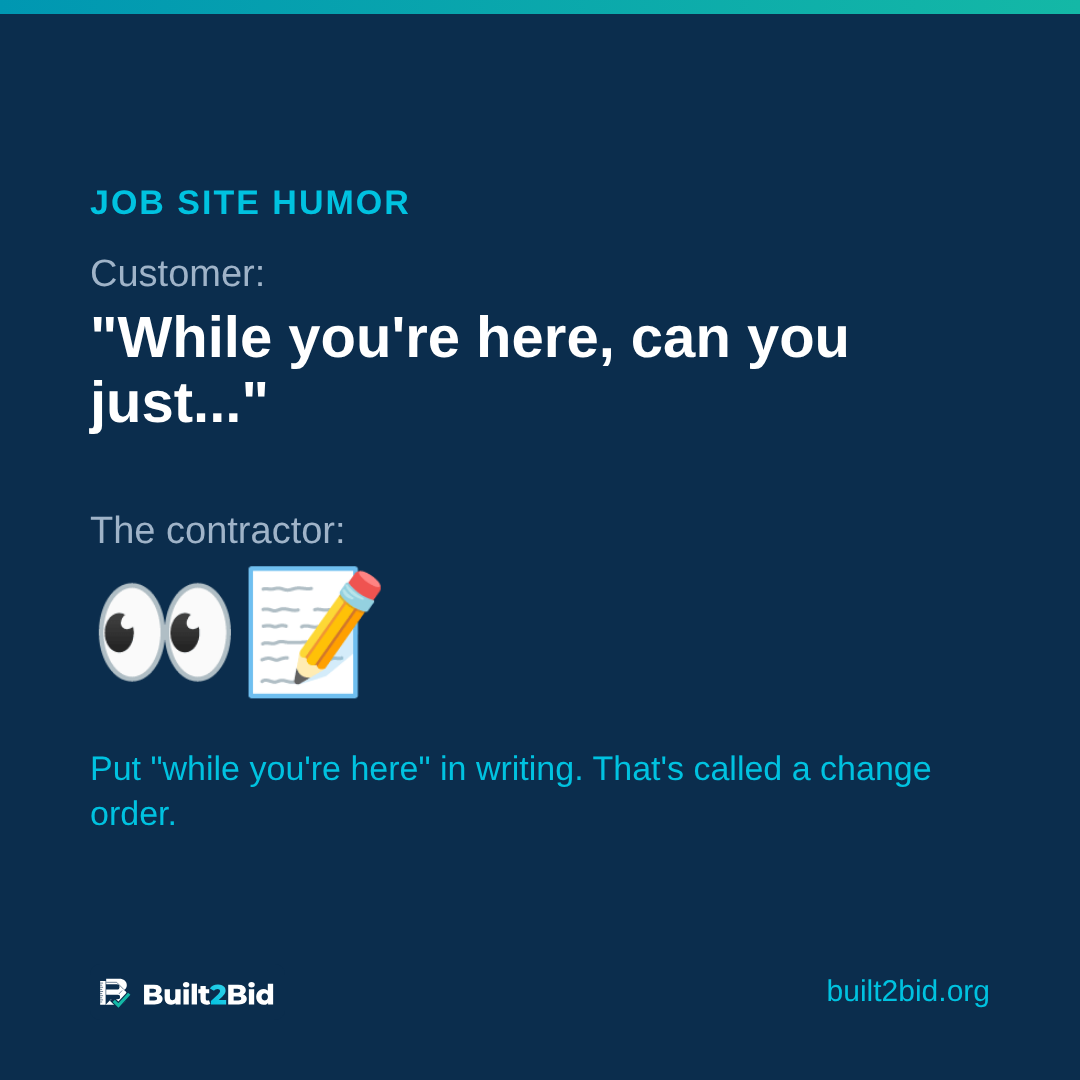 JOB SITE HUMOR
Customer:
"While you're here, can you
just..."
The contractor:
Put "while you're here" in writing. That's called a change
order.
Built2Bid
built2bid.org